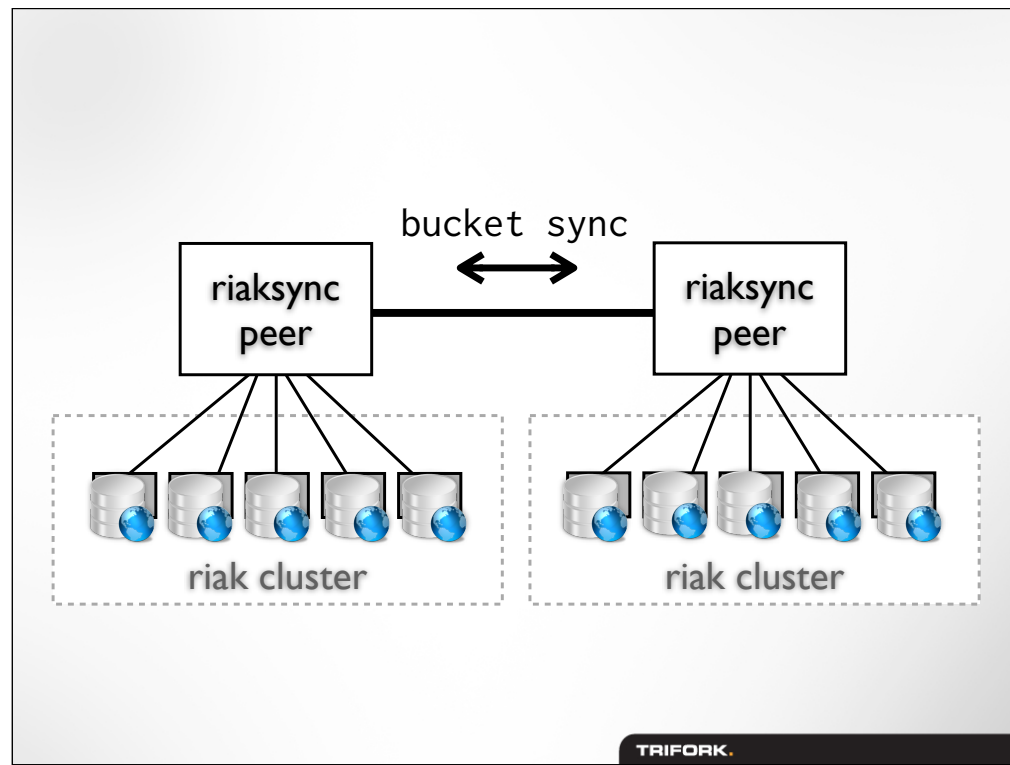 bucket sync
riaksync
peer
riaksync
peer
riak cluster
riak cluster
TRIFORK.